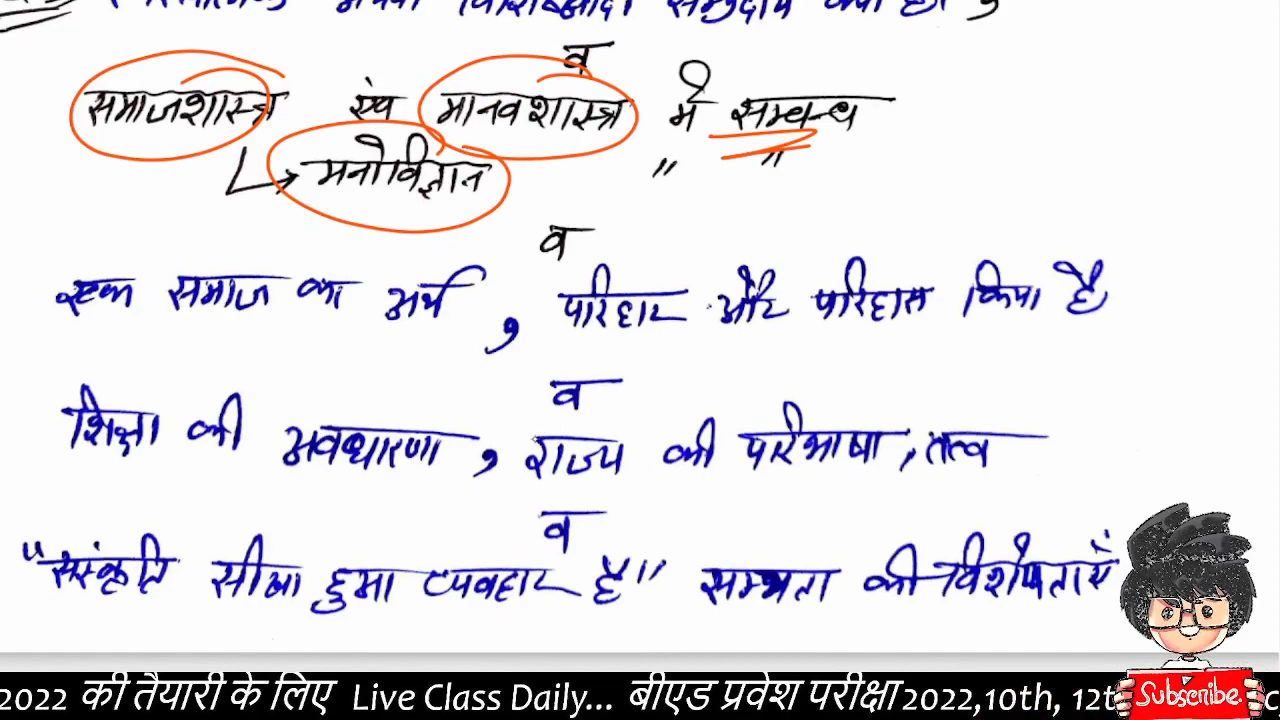 समुदाय क्या है। ,
व
समाजशास्त्र एवं मानवशास्त्र में सम्बन्ध
मनोविज्ञान " "
व
एक समाज का अर्थ , परिहार और परिहास किया है
व
शिक्षा की अवधारणा , राज्य की परिभाषा , तत्व
व
"संस्कृति सीखा हुआ व्यवहार है" सभ्यता की विशेषतायें
2022 की तैयारी के लिए Live Class Daily... बीएड प्रवेश परीक्षा 2022,10th, 12t
Subscribe